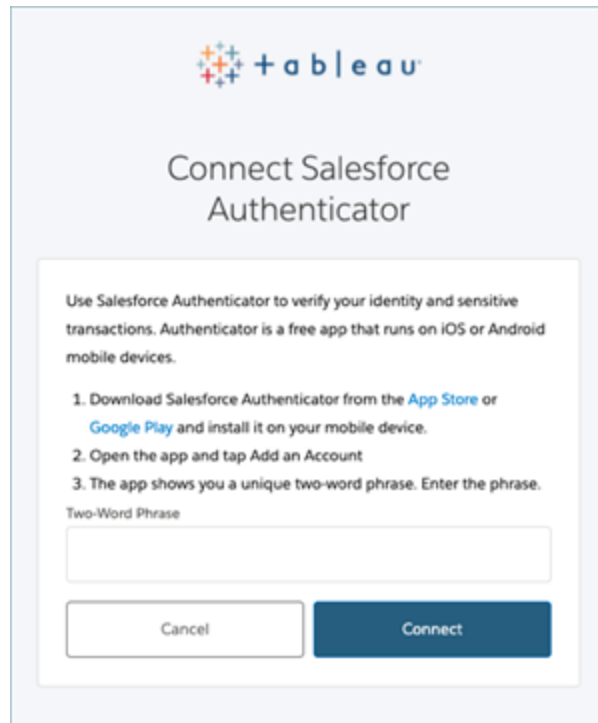 +ableau
Connect Salesforce
Authenticator
Use Salesforce Authenticator to verify your identity and sensitive
transactions. Authenticator is a free app that runs on iOS or Android
mobile devices.
1. Download Salesforce Authenticator from the App Store or
Google Play and install it on your mobile device.
2. Open the app and tap Add an Account
3. The app shows you a unique two-word phrase. Enter the phrase.
Two-Word Phrase
Cancel
Connect